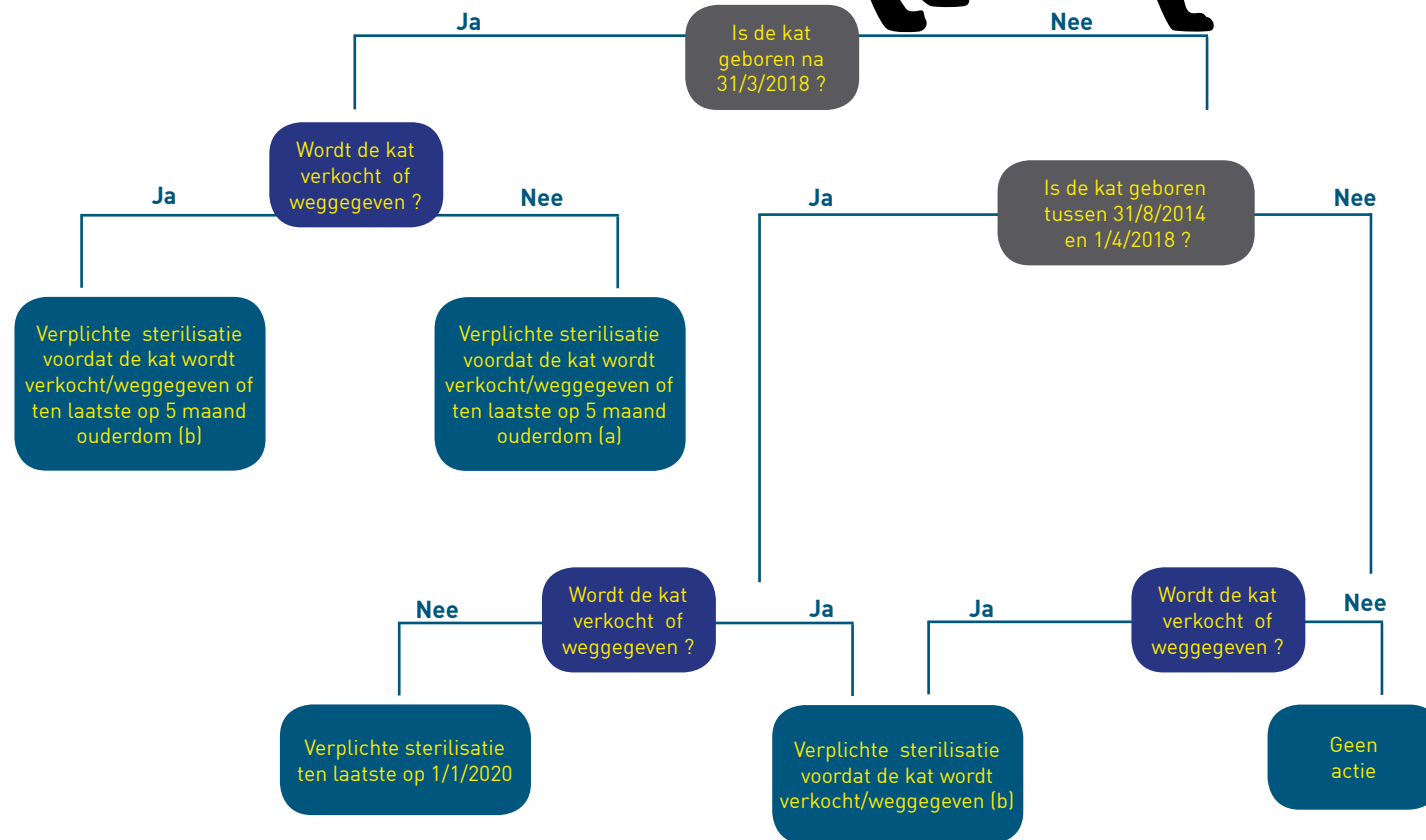 Ja
Is de kat
geboren na
31/3/2018 ?
Nee
Wordt de kat
verkocht of
weggegeven ?
Ja
Nee
Is de kat geboren
tussen 31/8/2014
en 1/4/2018 ?
Ja
Nee
Verplichte sterilisatie
voordat de kat wordt
verkocht/weggegeven of
ten laatste op 5 maand
ouderdom (b)
Verplichte sterilisatie
voordat de kat wordt
verkocht/weggegeven of
ten laatste op 5 maand
ouderdom (a)
Wordt de kat
verkocht of
weggegeven ?
Nee
Ja
Wordt de kat
verkocht of
weggegeven ?
Ja
Nee
Verplichte sterilisatie
ten laatste op 1/1/2020
Verplichte sterilisatie
voordat de kat wordt
verkocht/weggegeven (b)
Geen
actie